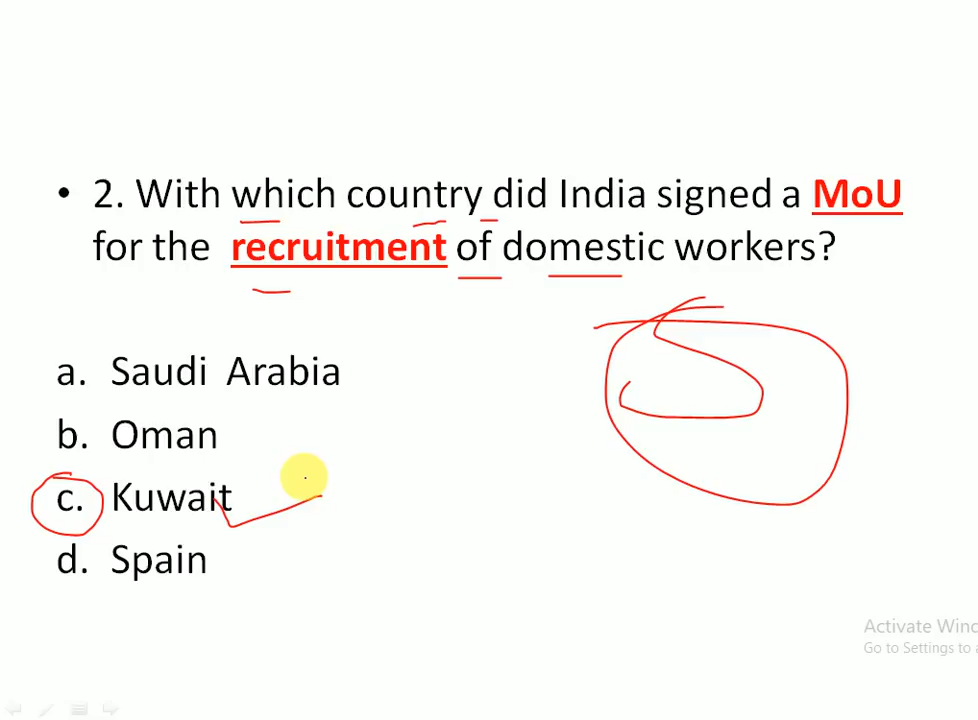 • 2. With which country did India signed a MoU
for the recruitment of domestic workers?
a. Saudi Arabia
b. Oman
c. Kuwait
d. Spain
Activate Winc
Go to Settings to a